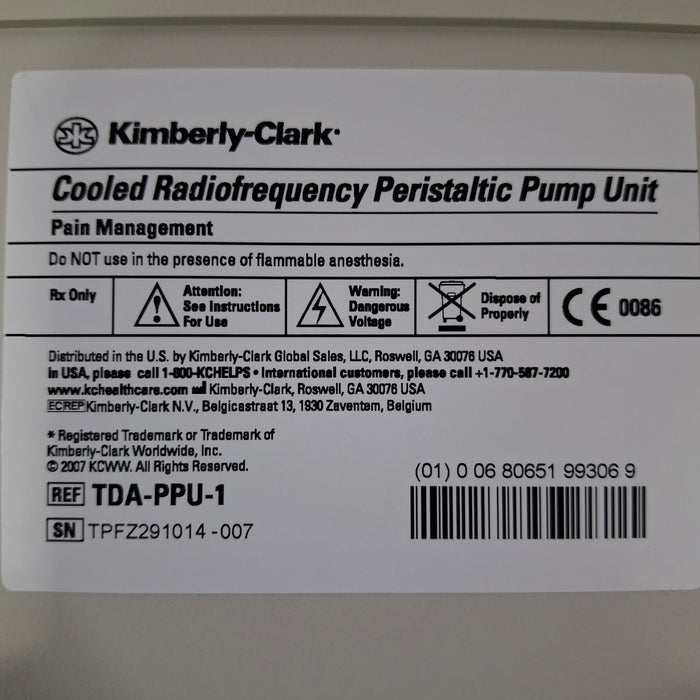 Kimberly-Clark*
Cooled Radiofrequency Peristaltic Pump Unit
Pain Management
Do NOT use in the presence of flammable anesthesia.
Rx Only
Attention:
See Instructions
For Use
Warning:
Dangerous
Voltage
Dispose of
Properly
CE 0086
Distributed in the U.S. by Kimberly-Clark Global Sales, LLC, Roswell, GA 30076 USA
In USA, please call 1-800-KCHELPS • International customers, please call +1-770-587-7200
www.kchealthcare.com Kimberly-Clark, Roswell, GA 30076 USA
EC REP Kimberly-Clark N.V., Belgicastraat 13, 1930 Zaventem, Belgium
* Registered Trademark or Trademark of
Kimberly-Clark Worldwide, Inc.
© 2007 KCWW. All Rights Reserved.
REF TDA-PPU-1
SN TPFZ291014-007
(01) 0 06 80651 99306 9